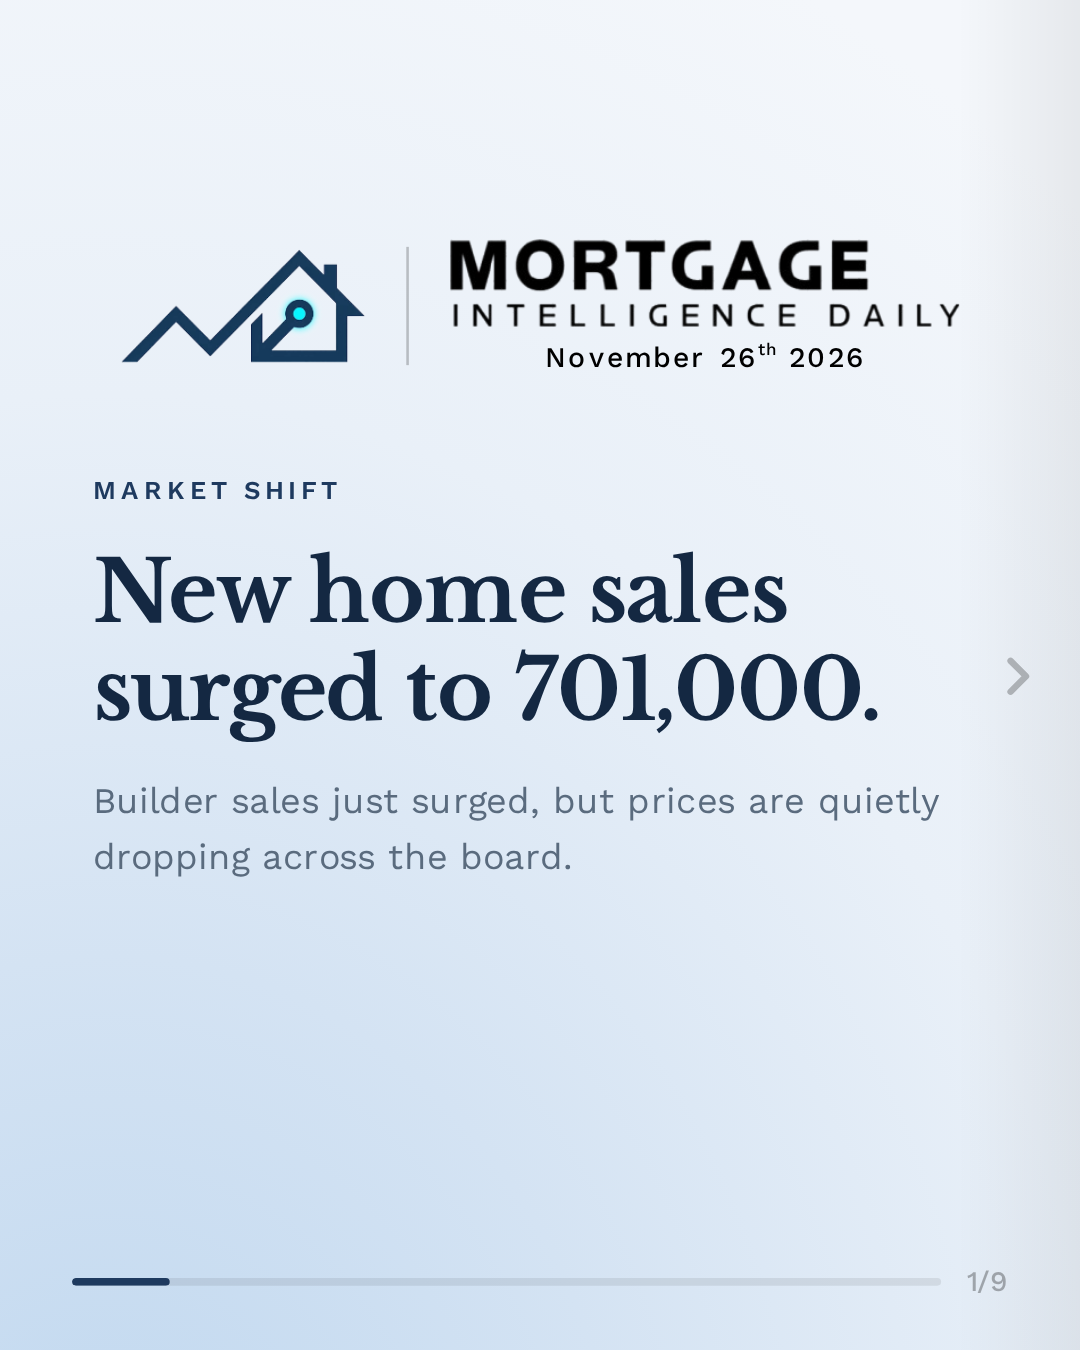 MORTGAGE
INTELLIGENCE DAILY
November 26th 2026
MARKET SHIFT
New home sales
surged to 701,000.
Builder sales just surged, but prices are quietly
dropping across the board.
1/9